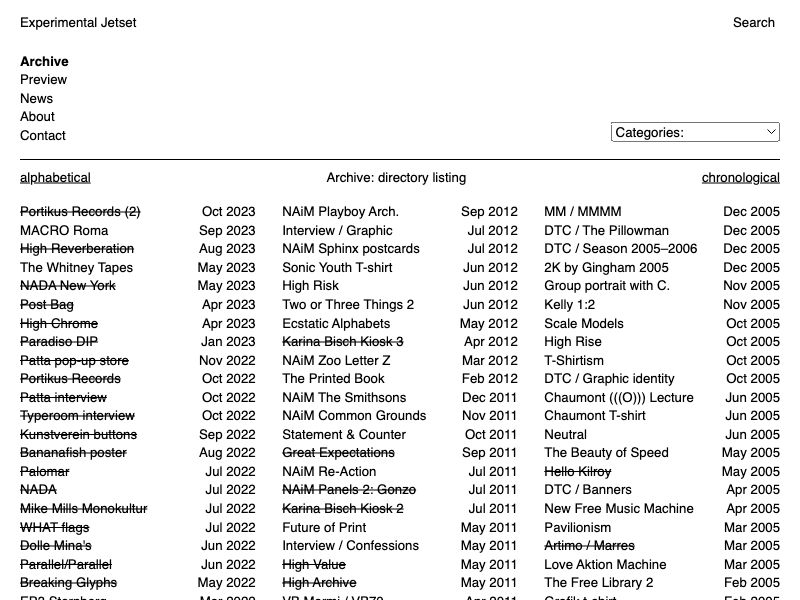 Experimental Jetset
Search
Archive
Preview
News
About
Contact
Categories:
alphabetical
Archive: directory listing
chronological
Portikus Records (2) Oct 2023
MACRO Roma Sep 2023
High Reverberation Aug 2023
The Whitney Tapes May 2023
NADA New York May 2023
Post Bag Apr 2023
High Chrome Apr 2023
Paradiso DIP Jan 2023
Patta pop-up store Nov 2022
Portikus Records Oct 2022
Patta interview Oct 2022
Typeroom interview Oct 2022
Kunstverein buttons Sep 2022
Bananafish poster Aug 2022
Palomar Jul 2022
NADA Jul 2022
Mike Mills Monokultur Jul 2022
WHAT flags Jul 2022
Dolle Mina's Jun 2022
Parallel/Parallel Jun 2022
Breaking Glyphs May 2022
NAiM Playboy Arch. Sep 2012
Interview / Graphic Jul 2012
NAiM Sphinx postcards Jul 2012
Sonic Youth T-shirt Jun 2012
High Risk Jun 2012
Two or Three Things 2 Jun 2012
Ecstatic Alphabets May 2012
Karina Bisch Kiosk 3 Apr 2012
NAiM Zoo Letter Z Mar 2012
The Printed Book Feb 2012
NAiM The Smithsons Dec 2011
NAiM Common Grounds Nov 2011
Statement & Counter Oct 2011
Great Expectations Sep 2011
NAiM Re-Action Jul 2011
NAiM Panels 2: Gonzo Jul 2011
Karina Bisch Kiosk 2 Jul 2011
Future of Print May 2011
Interview / Confessions May 2011
High Value May 2011
High Archive May 2011
MM / MMMM Dec 2005
DTC / The Pillowman Dec 2005
DTC / Season 2005–2006 Dec 2005
2K by Gingham 2005 Dec 2005
Group portrait with C. Nov 2005
Kelly 1:2 Nov 2005
Scale Models Oct 2005
High Rise Oct 2005
T-Shirtism Oct 2005
DTC / Graphic identity Oct 2005
Chaumont (((O))) Lecture Jun 2005
Chaumont T-shirt Jun 2005
Neutral Jun 2005
The Beauty of Speed May 2005
Hello Kilroy May 2005
DTC / Banners Apr 2005
New Free Music Machine Apr 2005
Pavilionism Mar 2005
Artimo / Marres Mar 2005
Love Aktion Machine Mar 2005
The Free Library 2 Feb 2005